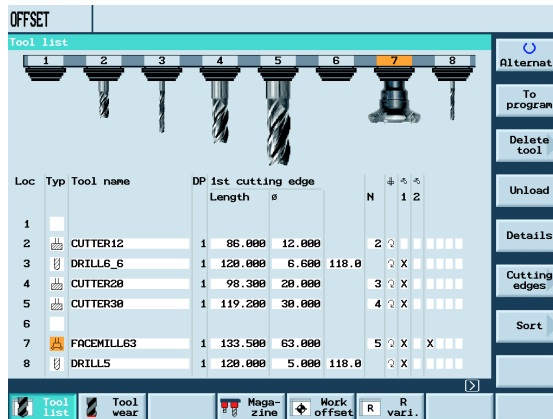 OFFSET
Tool list
1 2 3 4 5 6 7 8
Alternat
To
program
Delete
tool
Unload
Details
Cutting
edges
Sort
Loc Typ Tool name DP 1st cutting edge
Length ø N 1 2
1
2 CUTTER12 1 86.000 12.000 2
3 DRILL6_6 1 120.000 6.600 118.0 X
4 CUTTER20 1 98.300 20.000 3 X
5 CUTTER30 1 119.200 30.000 4 X
6
7 FACEMILL63 1 133.500 63.000 5 X X
8 DRILL5 1 120.000 5.000 118.0 X
Tool
list
Tool
wear
Maga-
zine
Work
offset
R R
vari.